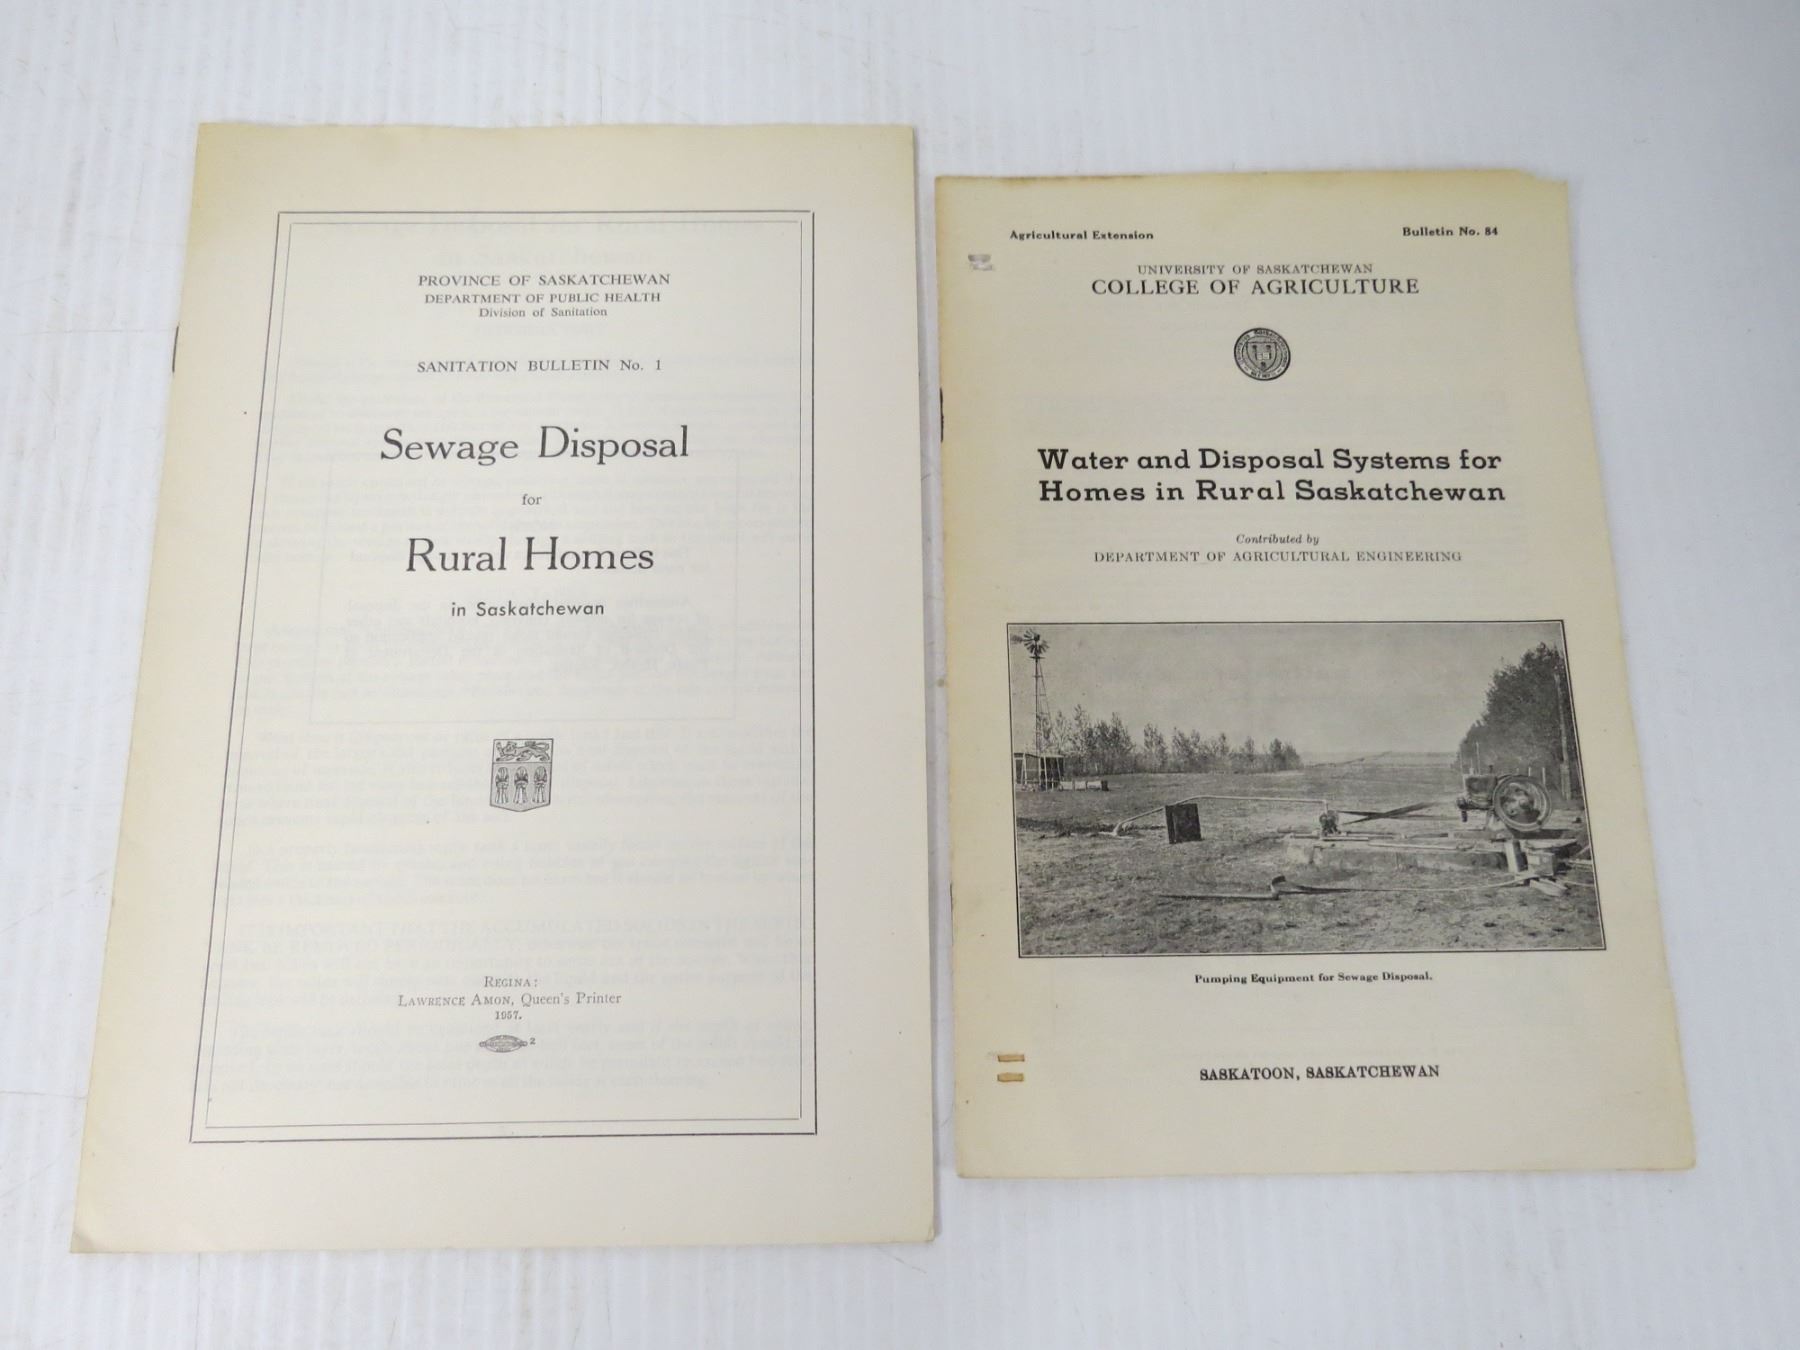 PROVINCE OF SASKATCHEWAN
DEPARTMENT OF PUBLIC HEALTH
Division of Sanitation
SANITATION BULLETIN No. 1
Sewage Disposal
for
Rural Homes
in Saskatchewan
REGINA:
LAWRENCE AMON, Queen's Printer
1957.
2
Agricultural Extension
Bulletin No. 84
UNIVERSITY OF SASKATCHEWAN
COLLEGE OF AGRICULTURE
Water and Disposal Systems for
Homes in Rural Saskatchewan
Contributed by
DEPARTMENT OF AGRICULTURAL ENGINEERING
Pumping Equipment for Sewage Disposal.
SASKATOON, SASKATCHEWAN